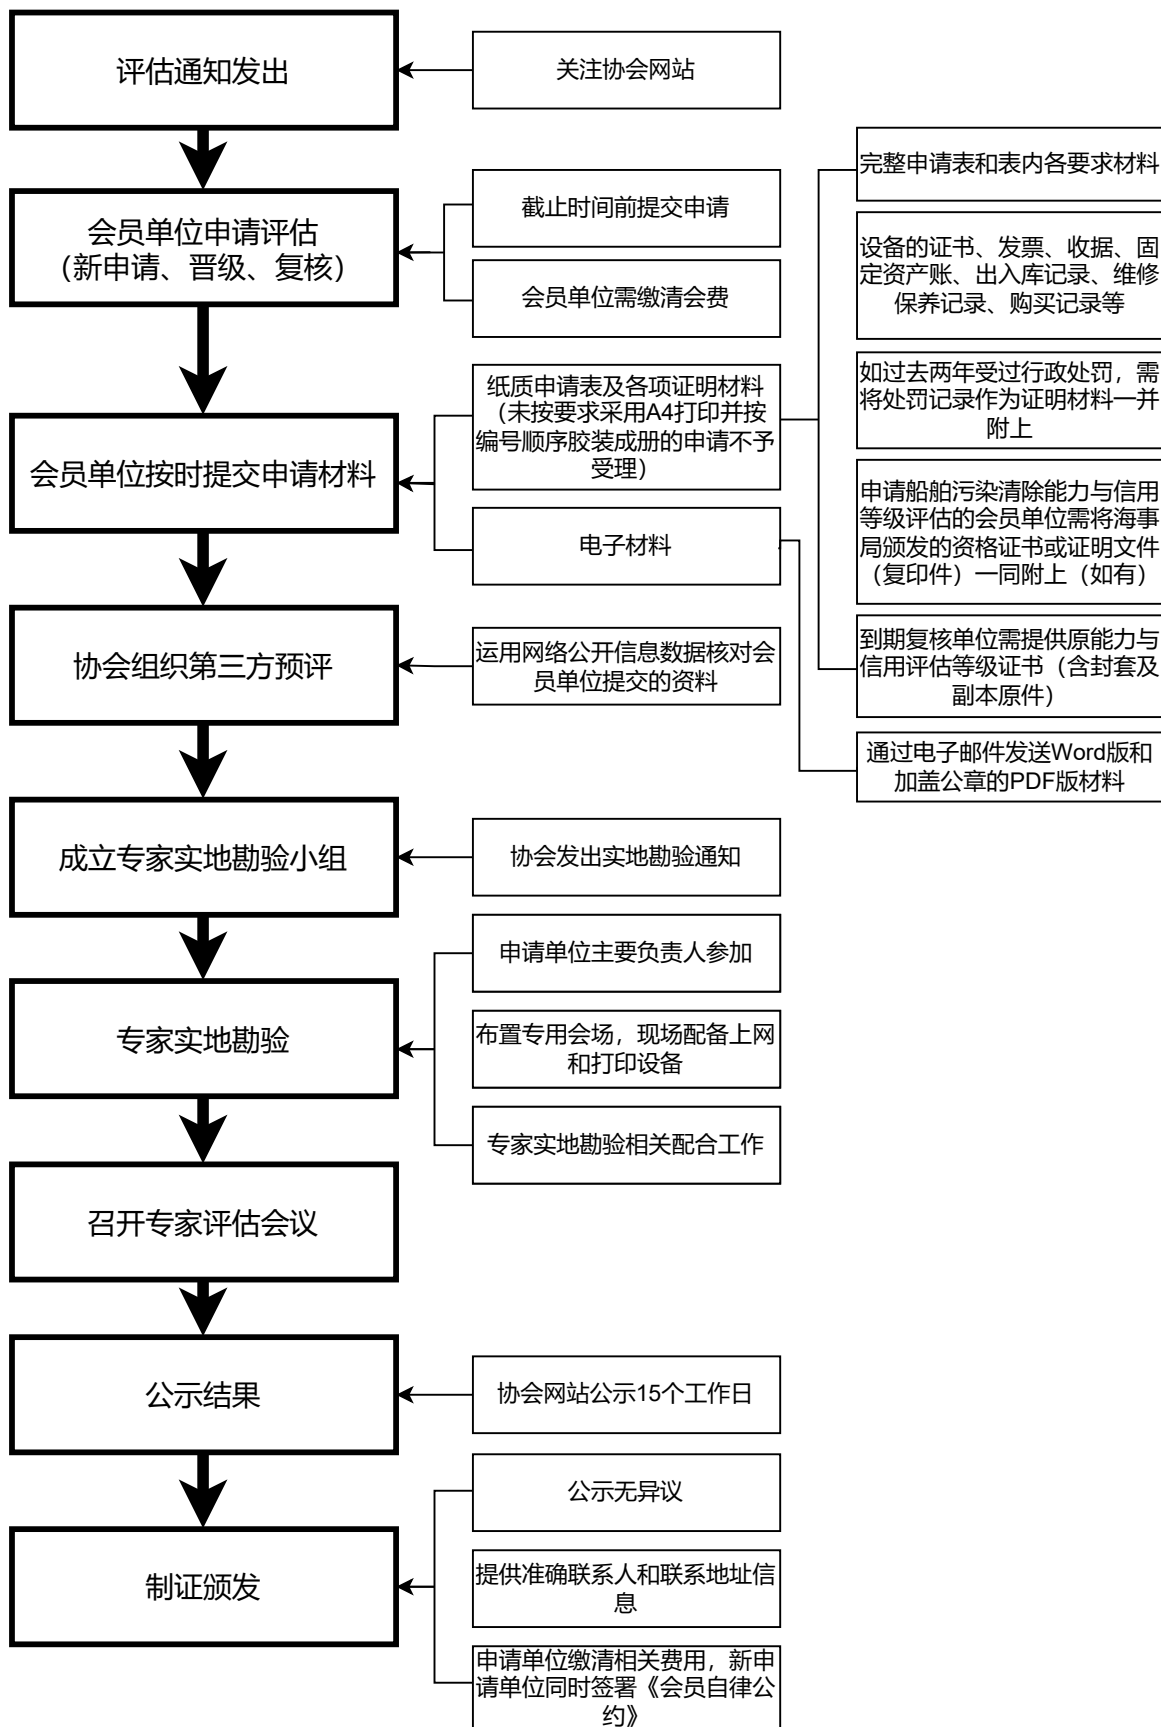 评估通知发出
关注协会网站
会员单位申请评估
（新申请、晋级、复核）
截止时间前提交申请
会员单位需缴清会费
会员单位按时提交申请材料
纸质申请表及各项证明材料
（未按要求采用A4打印并按
编号顺序胶装成册的申请不予
受理）
电子材料
完整申请表和表内各要求材料
设备的证书、发票、收据、固
定资产账、出入库记录、维修
保养记录、购买记录等
如过去两年受过行政处罚，需
将处罚记录作为证明材料一并
附上
申请船舶污染清除能力与信用
等级评估的会员单位需将海事
局颁发的资格证书或证明文件
（复印件）一同附上（如有）
到期复核单位需提供原能力与
信用评估等级证书（含封套及
副本原件）
通过电子邮件发送Word版和
加盖公章的PDF版材料
协会组织第三方预评
运用网络公开信息数据核对会
员单位提交的资料
成立专家实地勘验小组
协会发出实地勘验通知
专家实地勘验
申请单位主要负责人参加
布置专用会场，现场配备上网
和打印设备
专家实地勘验相关配合工作
召开专家评估会议
公示结果
协会网站公示15个工作日
制证颁发
公示无异议
提供准确联系人和联系地址信
息
申请单位缴清相关费用，新申
请单位同时签署《会员自律公
约》